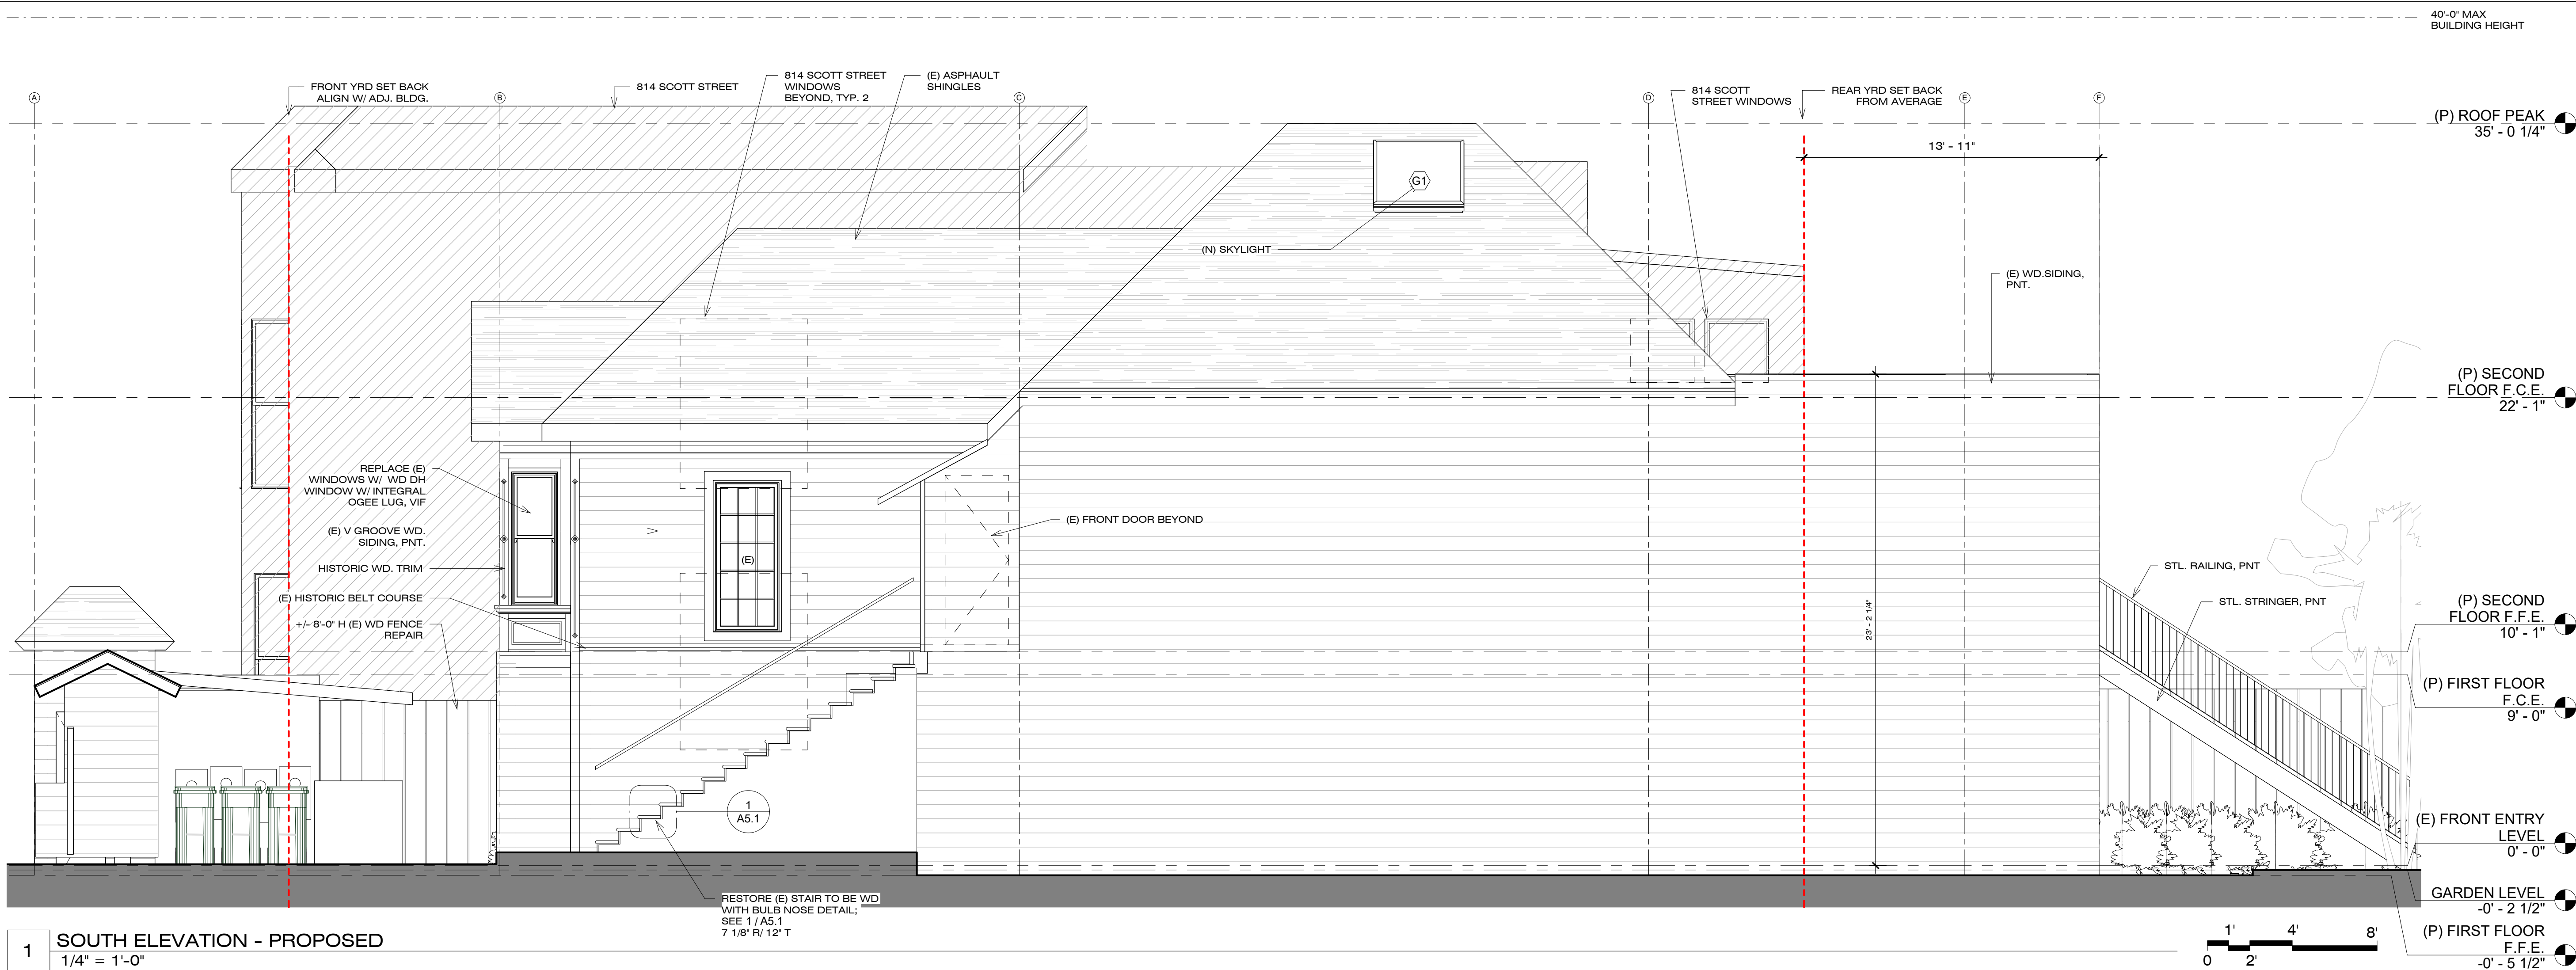 40'-0" MAX
BUILDING HEIGHT
FRONT YRD SET BACK
ALIGN W/ ADJ. BLDG.
814 SCOTT STREET
814 SCOTT STREET
WINDOWS
BEYOND, TYP. 2
(E) ASPHAULT
SHINGLES
814 SCOTT
STREET WINDOWS
REAR YRD SET BACK
FROM AVERAGE
A
B
C
D
E
F
(P) ROOF PEAK
35' - 0 1/4"
13' - 11"
G1
(N) SKYLIGHT
(E) WD.SIDING,
PNT.
(P) SECOND
FLOOR F.C.E.
22' - 1"
REPLACE (E)
WINDOWS W/ WD DH
WINDOW W/ INTEGRAL
OGEE LUG, VIF
(E) V GROOVE WD.
SIDING, PNT.
HISTORIC WD. TRIM
(E) HISTORIC BELT COURSE
+/- 8'-0" H (E) WD FENCE
REPAIR
(E)
(E) FRONT DOOR BEYOND
STL. RAILING, PNT
STL. STRINGER, PNT
23' - 2 1/4"
(P) SECOND
FLOOR F.F.E.
10' - 1"
(P) FIRST FLOOR
F.C.E.
9' - 0"
1
A5.1
(E) FRONT ENTRY
LEVEL
0' - 0"
RESTORE (E) STAIR TO BE WD
WITH BULB NOSE DETAIL;
SEE 1 / A5.1
7 1/8" R/ 12" T
GARDEN LEVEL
-0' - 2 1/2"
(P) FIRST FLOOR
F.F.E.
-0' - 5 1/2"
1
SOUTH ELEVATION - PROPOSED
1/4" = 1'-0"
1' 4' 8'
0 2'